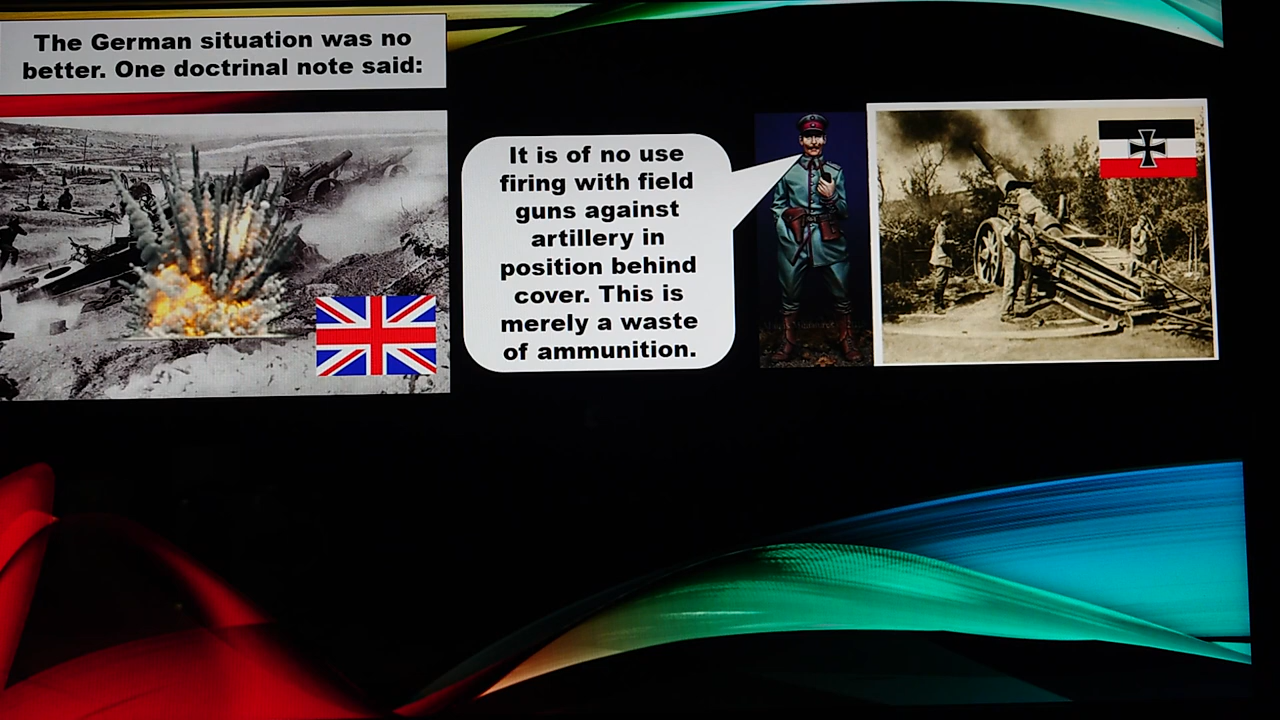 The German situation was no
better. One doctrinal note said:
It is of no use
firing with field
guns against
artillery in
position behind
cover. This is
merely a waste
of ammunition.